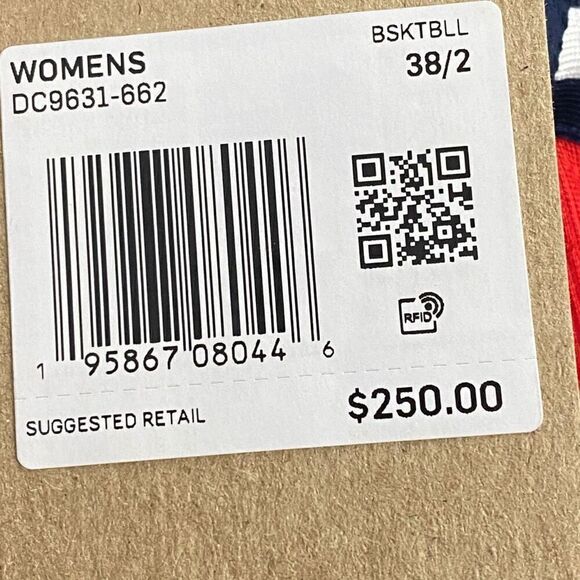 BSKTBLL
WOMENS 38/2
DC9631-662
RFID
1 95867 08044 6
SUGGESTED RETAIL $250.00